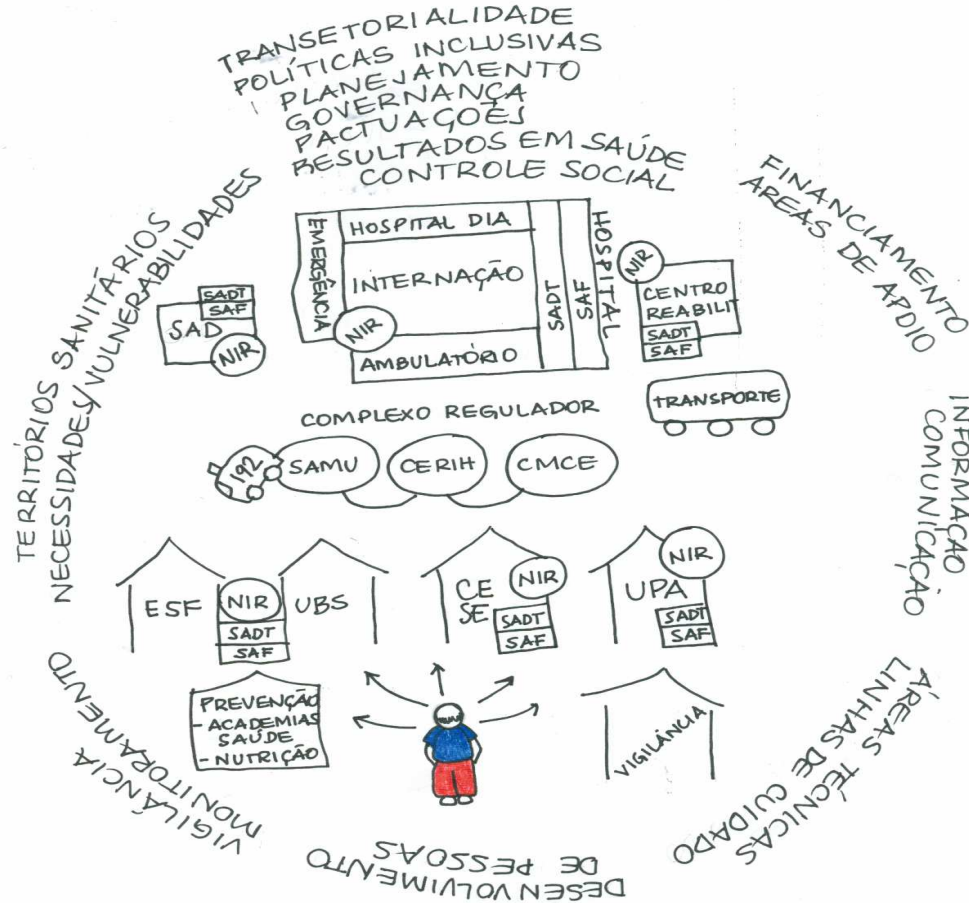 TRANSETORIALIDADE
POLÍTICAS INCLUSIVAS
PLANEJAMENTO
GOVERNANÇA
PACTUAÇOES
RESULTADOS EM SAÚDE
CONTROLE SOCIAL
FINANCIAMENTO
AREAS DE APOIO
INFORMAÇAO
COMUNICAÇÃO
ÁREAS TÉCNICAS
LINHAS DE CUIDADO
DESENVOLVIMENTO
DE PESSOAS
VIGILÂNCIA
MONITORAMENTO
TERRITÓRIOS SANITÁRIOS
NECESSIDADES/VULNERABILIDADES
SADT
SAF
SAD
NIR
EMERGÊNCIA
HOSPITAL DIA
INTERNAÇÃO
NIR
AMBULATÓRIO
SADT
SAF
HOSPITAL
NIR
CENTRO
REABILIT
SADT
SAF
TRANSPORTE
COMPLEXO REGULADOR
192
SAMU
CERIH
CMCE
ESF
NIR
SADT
SAF
UBS
CE
SE
NIR
SADT
SAF
UPA
NIR
SADT
SAF
PREVENÇÃO
- ACADEMIAS
SAÚDE
- NUTRIÇÃO
VIGILÂNCIA